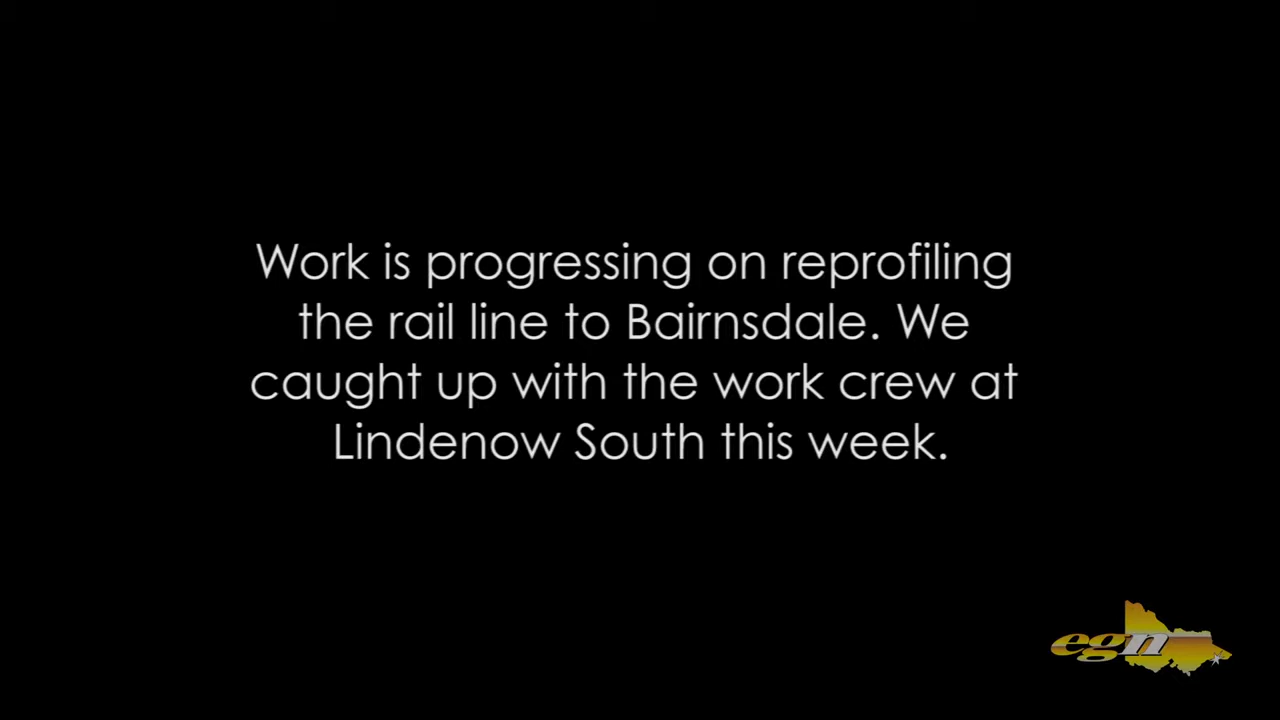 Work is progressing on reprofiling
the rail line to Bairnsdale. We
caught up with the work crew at
Lindenow South this week.
egn